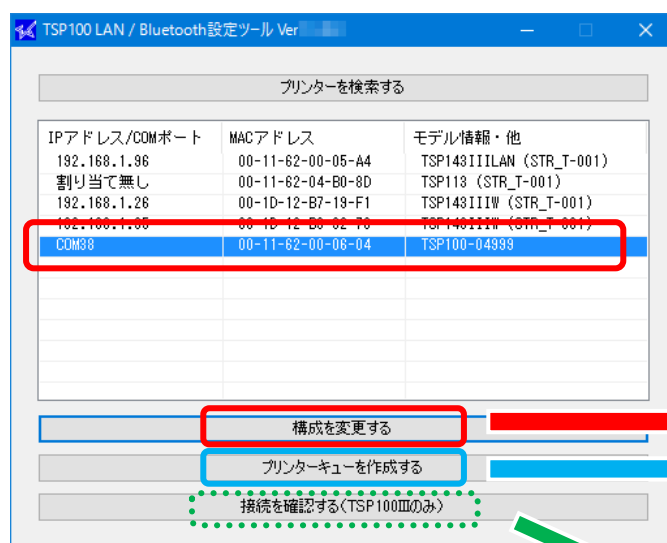 TSP100 LAN / Bluetooth設定ツール Ver
プリンターを検索する
IPアドレス/COMポート MACアドレス モデル情報・他
192.168.1.96 00-11-62-00-05-A4 TSP143IIILAN (STR_T-001)
割り当て無し 00-11-62-04-B0-8D TSP113 (STR_T-001)
192.168.1.26 00-1D-12-B7-19-F1 TSP143IIIW (STR_T-001)
TSP143IIIW (STR_T-001)
COM38 00-11-62-00-06-04 TSP100-04999
構成を変更する
プリンターキューを作成する
接続を確認する(TSP100Ⅲのみ)